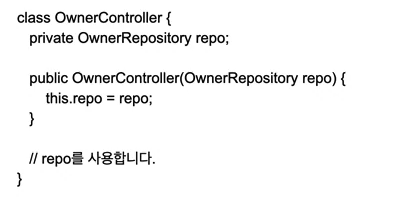 class OwnerController {
private OwnerRepository repo;
public OwnerController(OwnerRepository repo) {
this.repo = repo;
}
// repo를 사용합니다.
}